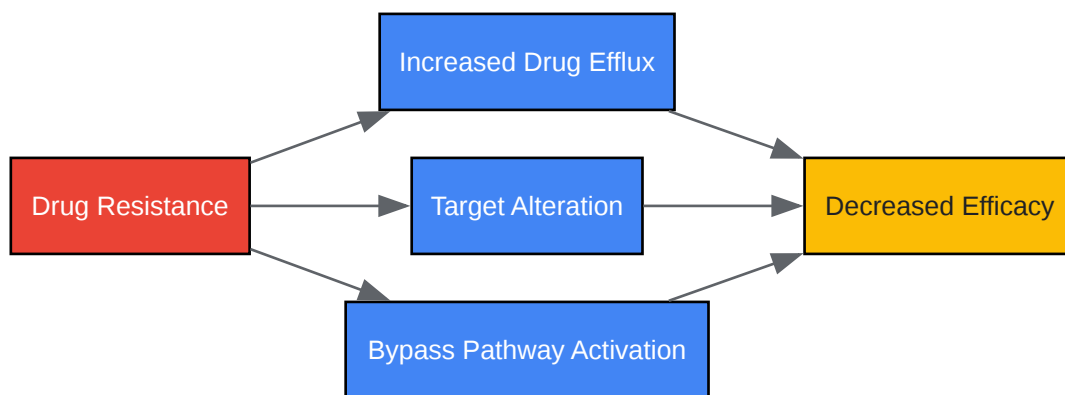 Increased Drug Efflux
Drug Resistance
Target Alteration
Decreased Efficacy
Bypass Pathway Activation